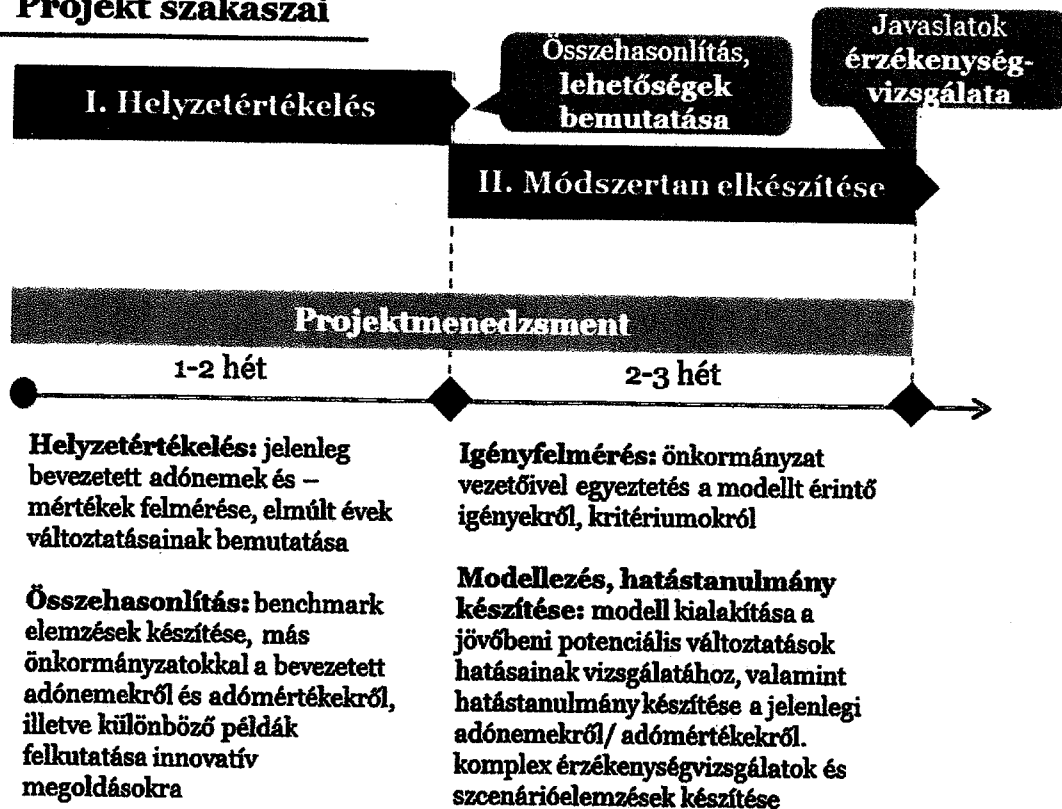 Projekt szakaszai
I. Helyzetértékelés
Összehasonlítás,
lehetőségek
bemutatása
Javaslatok
érzékenység-
vizsgálata
II. Módszertan elkészítése
Projektmenedzsment
1-2 hét
2-3 hét
Helyzetértékelés: jelenleg
bevezetett adónemek és –
mértékek felmérése, elmúlt évek
változtatásainak bemutatása
Összehasonlítás: benchmark
elemzések készítése, más
önkormányzatokkal a bevezetett
adónemekről és adómértékekről,
illetve különböző példák
felkutatása innovatív
megoldásokra
Igényfelmérés: önkormányzat
vezetőivel egyeztetés a modellt érintő
igényekről, kritériumokról
Modellezés, hatástanulmány
készítése: modell kialakítása a
jövőbeni potenciális változtatások
hatásainak vizsgálatához, valamint
hatástanulmány készítése a jelenlegi
adónemekről/ adómértékekről.
komplex érzékenységvizsgálatok és
szcenárióelemzések készítése